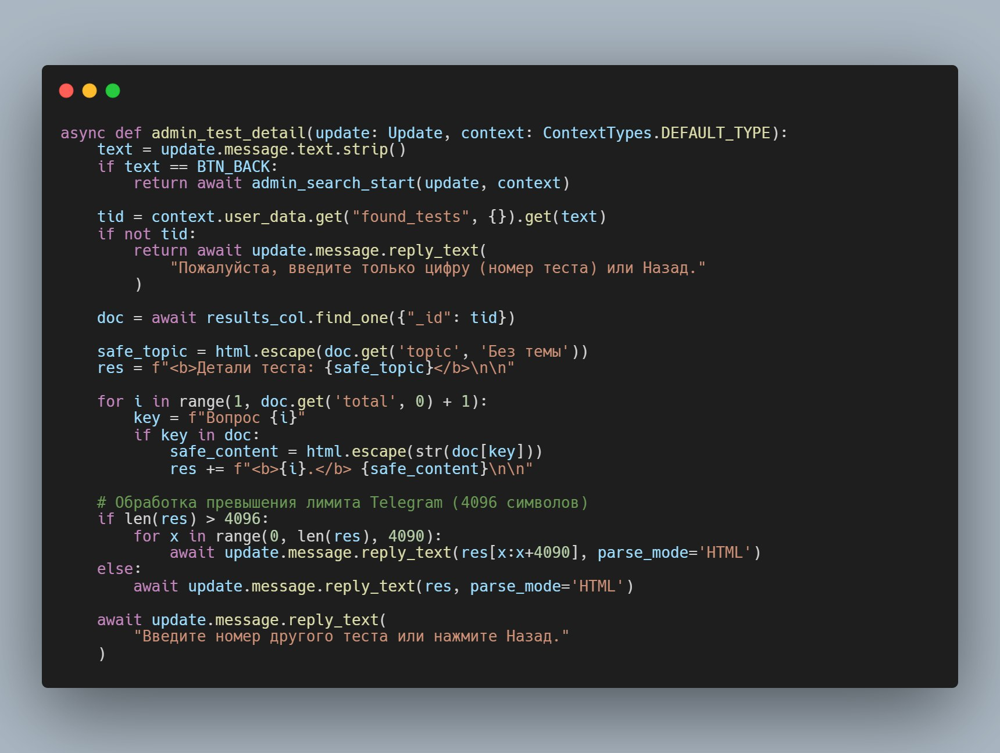 async def admin_test_detail(update: Update, context: ContextTypes.DEFAULT_TYPE):
    text = update.message.text.strip()
    if text == BTN_BACK:
        return await admin_search_start(update, context)

    tid = context.user_data.get("found_tests", {}).get(text)
    if not tid:
        return await update.message.reply_text(
            "Пожалуйста, введите только цифру (номер теста) или Назад."
        )

    doc = await results_col.find_one({"_id": tid})

    safe_topic = html.escape(doc.get('topic', 'Без темы'))
    res = f"<b>Детали теста: {safe_topic}</b>\n\n"

    for i in range(1, doc.get('total', 0) + 1):
        key = f"Вопрос {i}"
        if key in doc:
            safe_content = html.escape(str(doc[key]))
            res += f"<b>{i}.</b> {safe_content}\n\n"

    # Обработка превышения лимита Telegram (4096 символов)
    if len(res) > 4096:
        for x in range(0, len(res), 4090):
            await update.message.reply_text(res[x:x+4090], parse_mode='HTML')
    else:
        await update.message.reply_text(res, parse_mode='HTML')

    await update.message.reply_text(
        "Введите номер другого теста или нажмите Назад."
    )